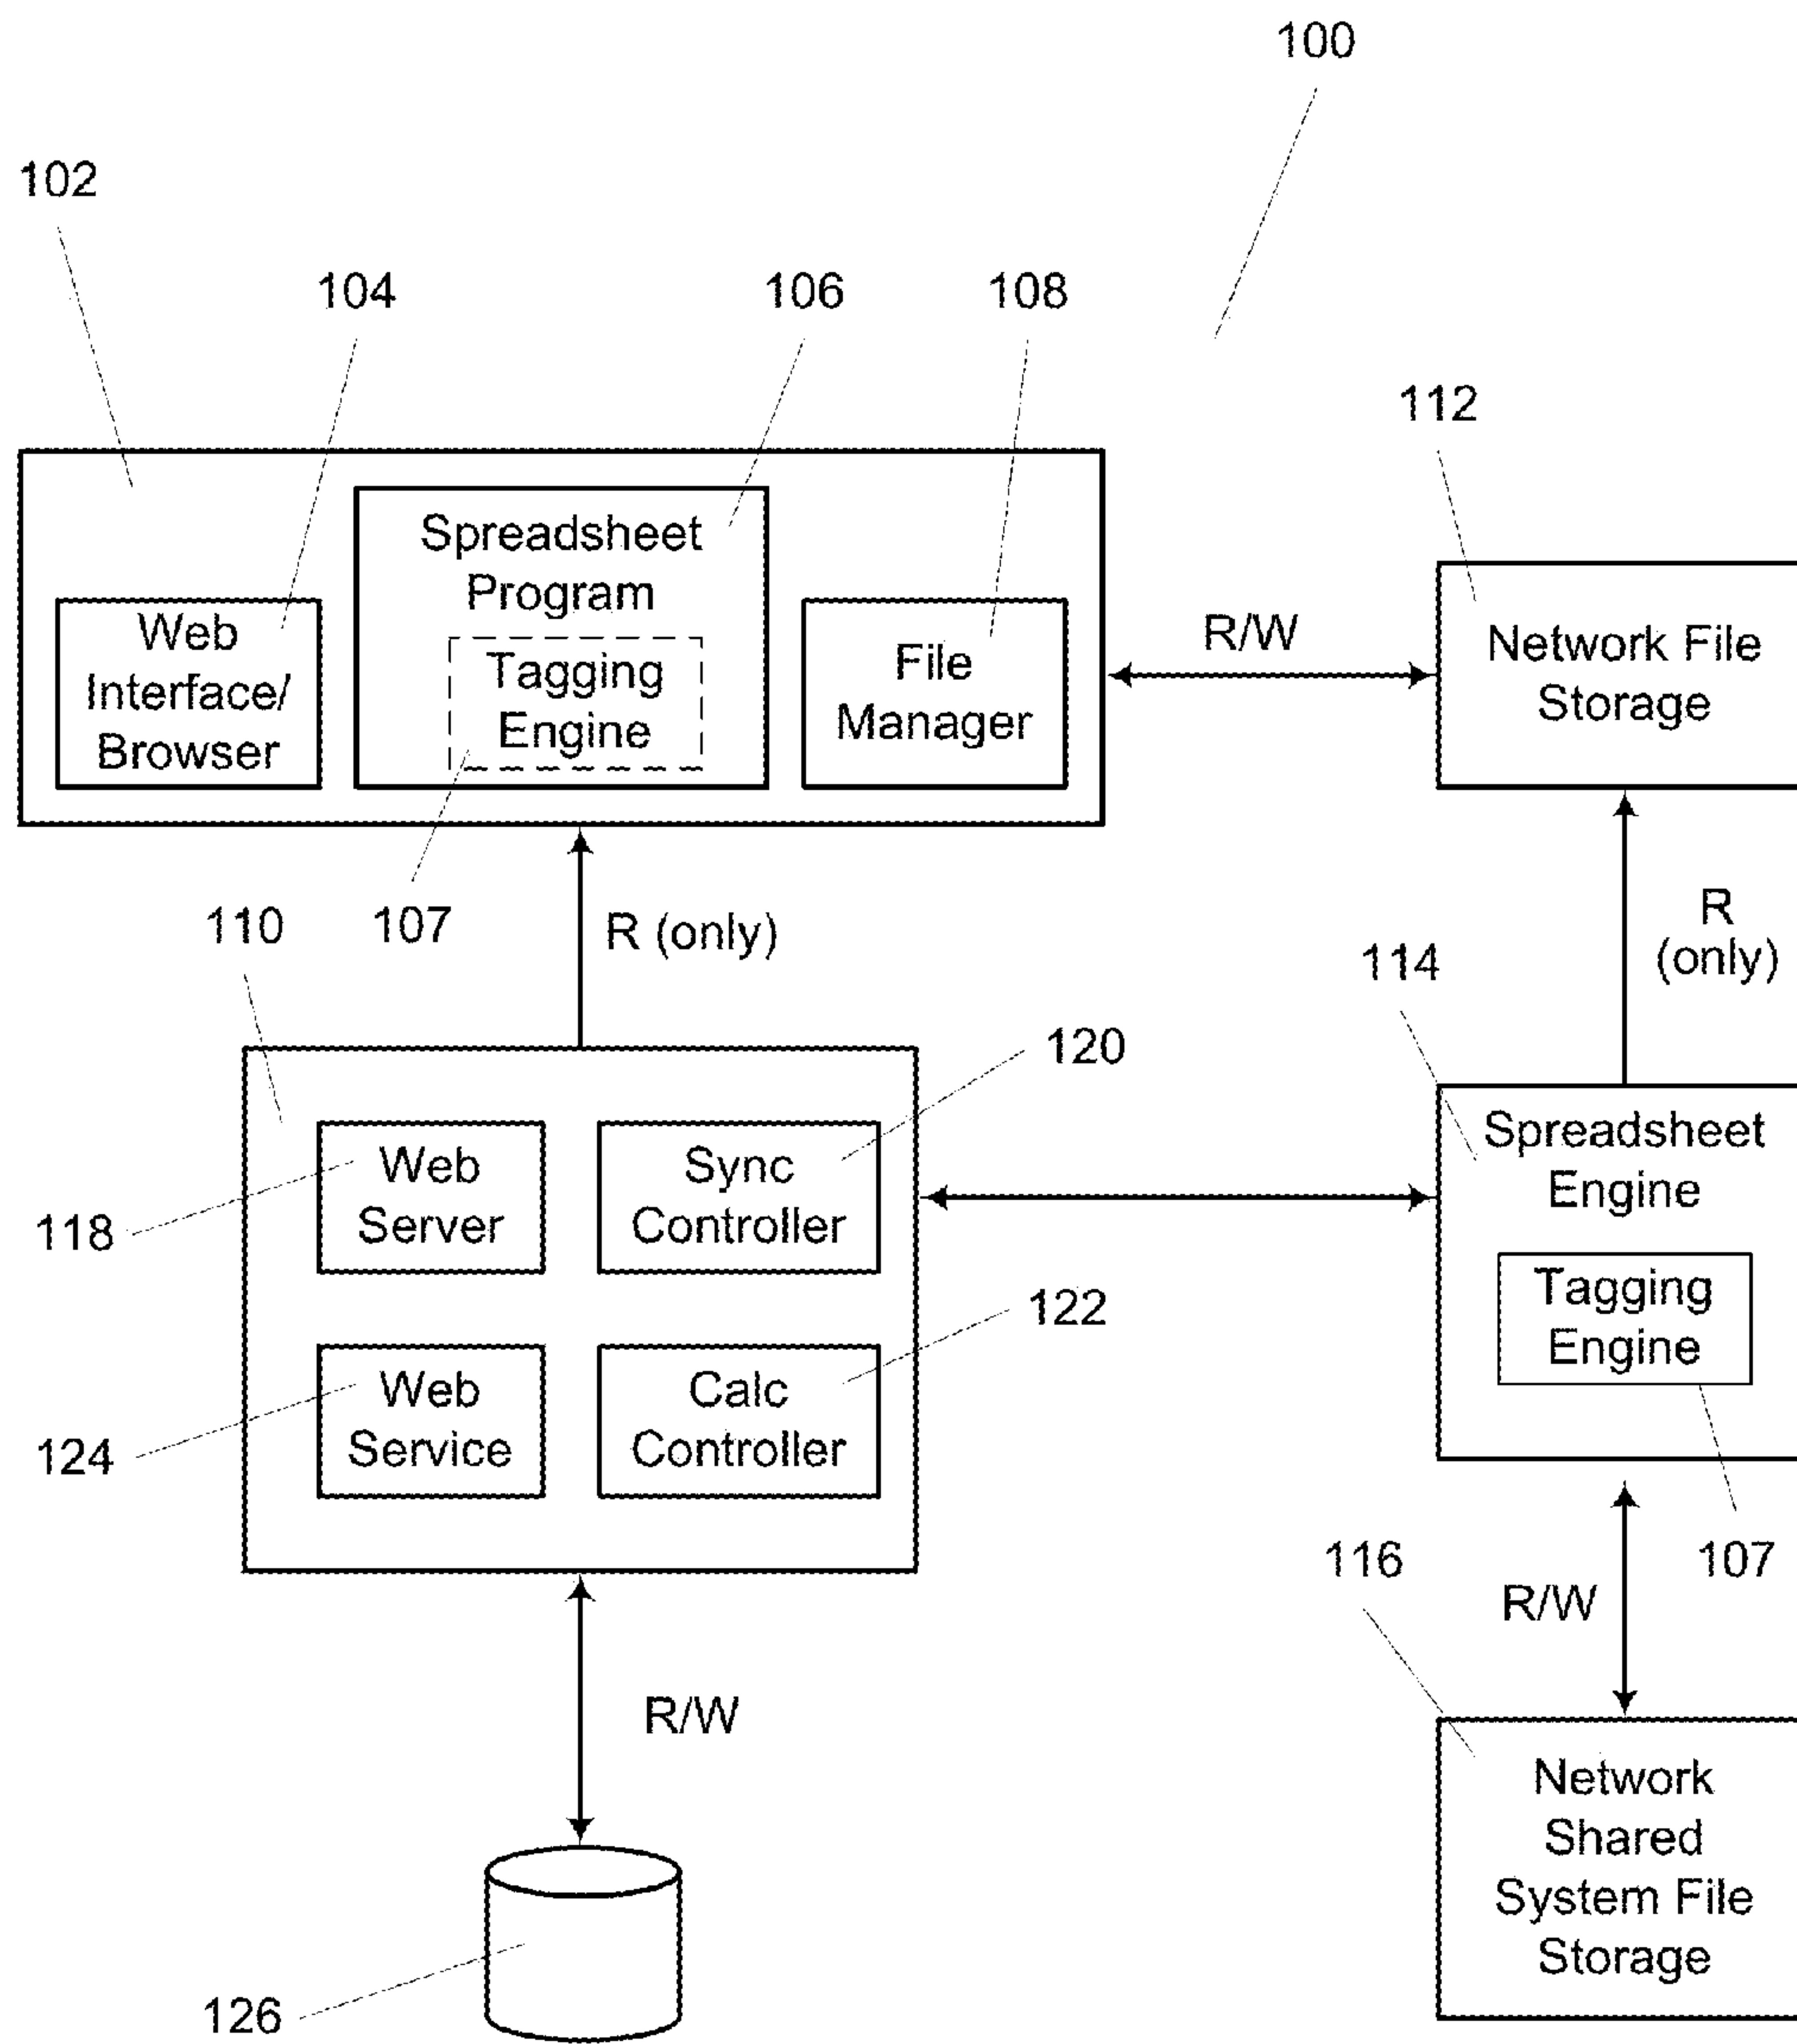 100
102
104
106
108
112
Spreadsheet
Program
Web
Interface/
Browser
Tagging
Engine
File
Manager
R/W
Network File
Storage
110
107
R (only)
R
(only)
114
120
Spreadsheet
Engine
Web
Server
Sync
Controller
118
Tagging
Engine
122
Web
Service
Calc
Controller
124
116
107
R/W
R/W
Network
Shared
System File
Storage
126